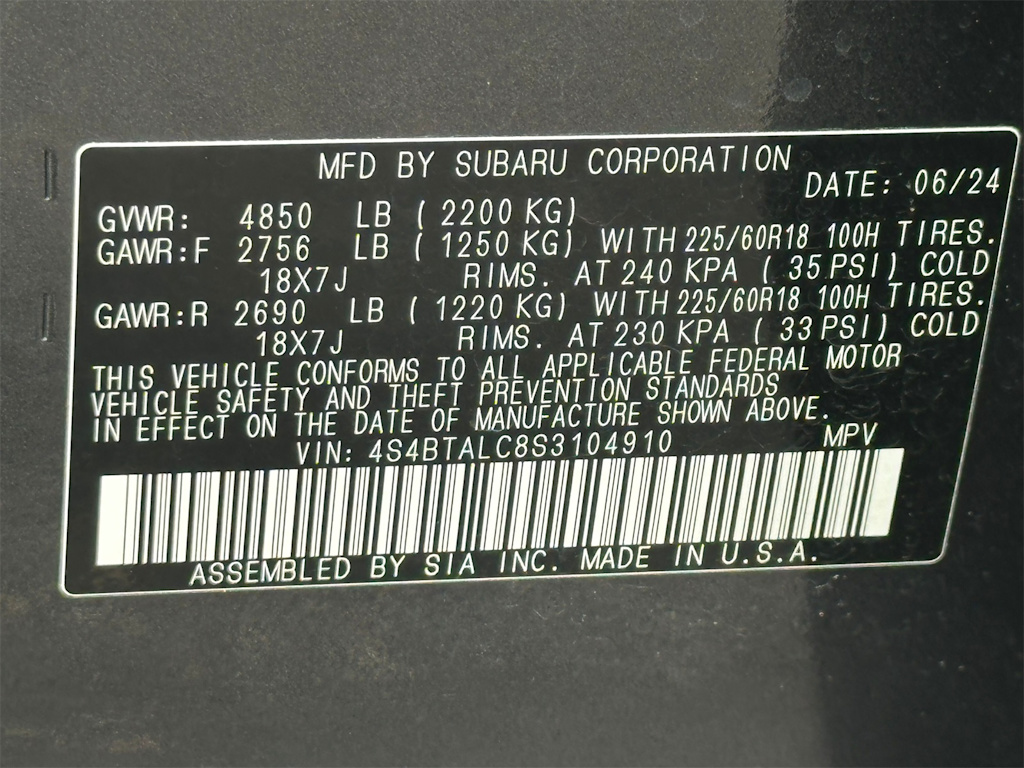 MFD BY SUBARU CORPORATION
DATE: 06/24
GVWR: 4850 LB (2200 KG)
GAWR:F 2756 LB (1250 KG) WITH 225/60R18 100H TIRES.
18X7J RIMS. AT 240 KPA (35 PSI) COLD
GAWR:R 2690 LB (1220 KG) WITH 225/60R18 100H TIRES.
18X7J RIMS. AT 230 KPA (33 PSI) COLD
THIS VEHICLE CONFORMS TO ALL APPLICABLE FEDERAL MOTOR
VEHICLE SAFETY AND THEFT PREVENTION STANDARDS
IN EFFECT ON THE DATE OF MANUFACTURE SHOWN ABOVE.
VIN: 4S4BTALC8S3104910 MPV
ASSEMBLED BY SIA INC. MADE IN U.S.A.